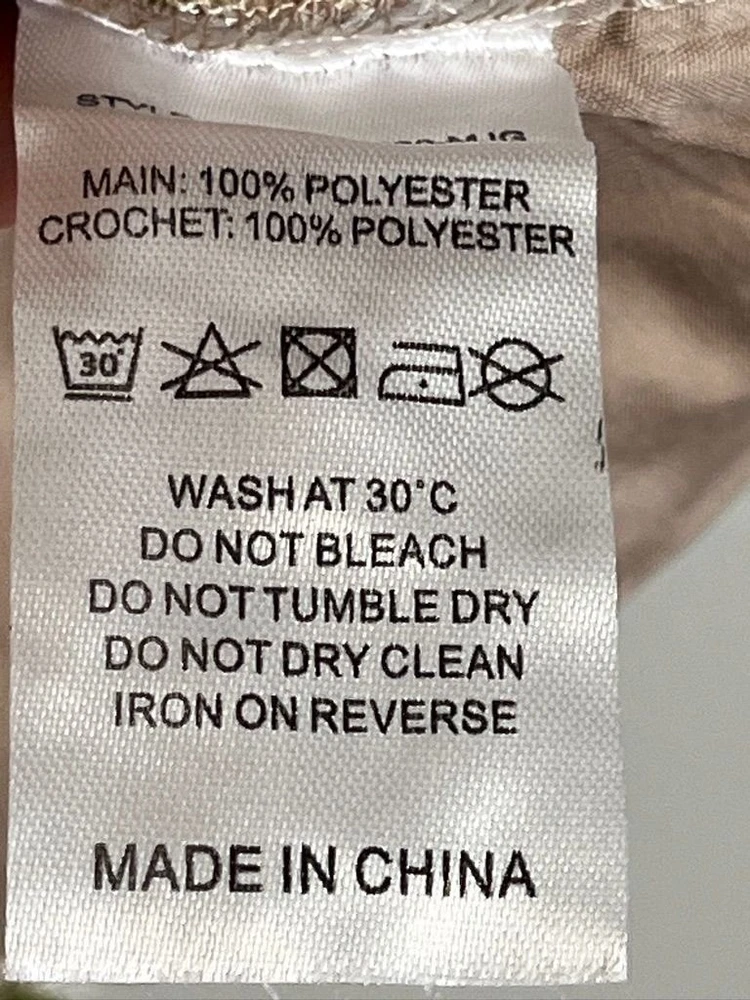 MAIN: 100% POLYESTER
CROCHET: 100% POLYESTER
30°
WASH AT 30°C
DO NOT BLEACH
DO NOT TUMBLE DRY
DO NOT DRY CLEAN
IRON ON REVERSE
MADE IN CHINA